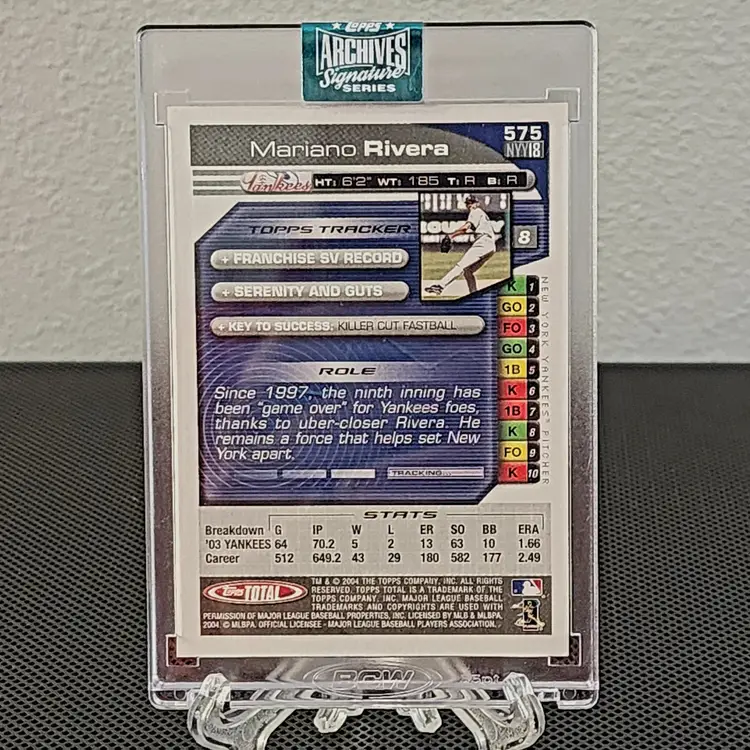 TOPPS
ARCHIVES
Signature
SERIES
Mariano Rivera
575
NYY18
Yankees HT: 6'2" WT: 185 T: R B: R
TOPPS TRACKER
8
+ FRANCHISE SV RECORD
+ SERENITY AND GUTS
+ KEY TO SUCCESS: KILLER CUT FASTBALL
K 1
GO 2
FO 3
GO 4
1B 5
K 6
1B 7
K 8
FO 9
K 10
NEW YORK YANKEES® PITCHER
ROLE
Since 1997, the ninth inning has
been "game over" for Yankees foes,
thanks to uber-closer Rivera. He
remains a force that helps set New
York apart.
TRACKING...
STATS
Breakdown G IP W L ER SO BB ERA
'03 YANKEES 64 70.2 5 2 13 63 10 1.66
Career 512 649.2 43 29 180 582 177 2.49
Topps TOTAL
TM & © 2004 THE TOPPS COMPANY, INC. ALL RIGHTS
RESERVED. TOPPS TOTAL IS A TRADEMARK OF THE
TOPPS COMPANY, INC. MAJOR LEAGUE BASEBALL
TRADEMARKS AND COPYRIGHTS ARE USED WITH
PERMISSION OF MAJOR LEAGUE BASEBALL PROPERTIES, INC. LICENSED BY MLB & MLBPA,
2004. © MLBPA. OFFICIAL LICENSEE - MAJOR LEAGUE BASEBALL PLAYERS ASSOCIATION.
BCW